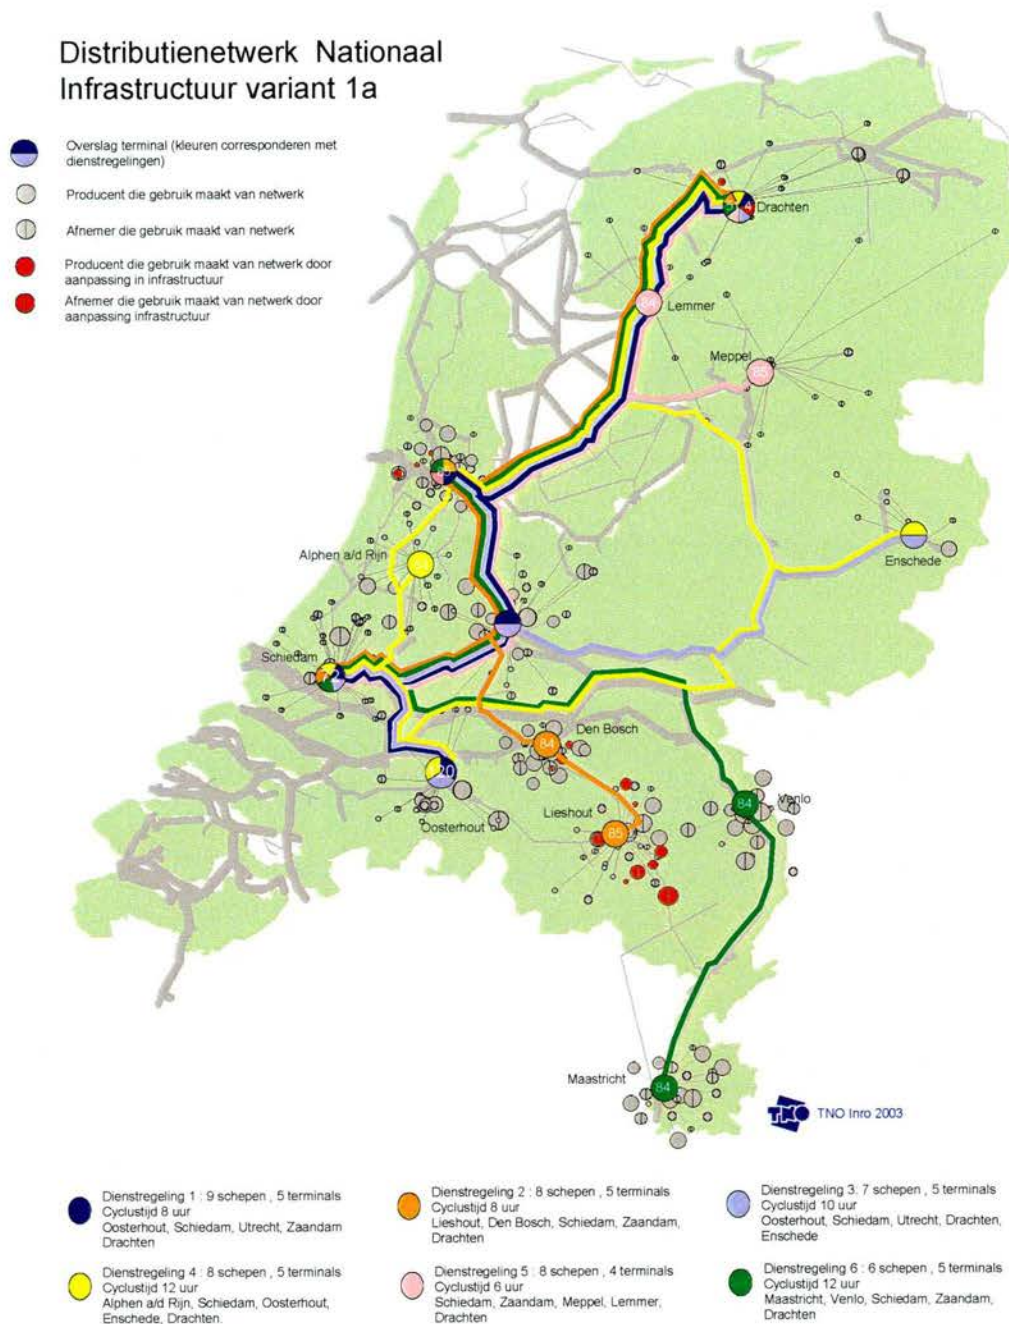 Distributienetwerk Nationaal
Infrastructuur variant 1a
Overslag terminal (kleuren corresponderen met
dienstregelingen)
Producent die gebruik maakt van netwerk
Afnemer die gebruik maakt van netwerk
Producent die gebruik maakt van netwerk door
aanpassing in infrastructuur
Afnemer die gebruik maakt van netwerk door
aanpassing infrastructuur
Drachten
84
Lemmer
Meppel
85
Alphen a/d Rijn
Enschede
Schiedam
84
Den Bosch
20
Oosterhout
Lieshout
85
84
Venlo
Maastricht
84
TNO
TNO Inro 2003
Dienstregeling 1 : 9 schepen , 5 terminals
Cyclustijd 8 uur
Oosterhout, Schiedam, Utrecht, Zaandam
Drachten
Dienstregeling 2 : 8 schepen , 5 terminals
Cyclustijd 8 uur
Lieshout, Den Bosch, Schiedam, Zaandam,
Drachten
Dienstregeling 3: 7 schepen , 5 terminals
Cyclustijd 10 uur
Oosterhout, Schiedam, Utrecht, Drachten,
Enschede
Dienstregeling 4 : 8 schepen , 5 terminals
Cyclustijd 12 uur
Alphen a/d Rijn, Schiedam, Oosterhout,
Enschede, Drachten.
Dienstregeling 5 : 8 schepen , 4 terminals
Cyclustijd 6 uur
Schiedam, Zaandam, Meppel, Lemmer,
Drachten
Dienstregeling 6 : 6 schepen , 5 terminals
Cyclustijd 12 uur
Maastricht, Venlo, Schiedam, Zaandam,
Drachten